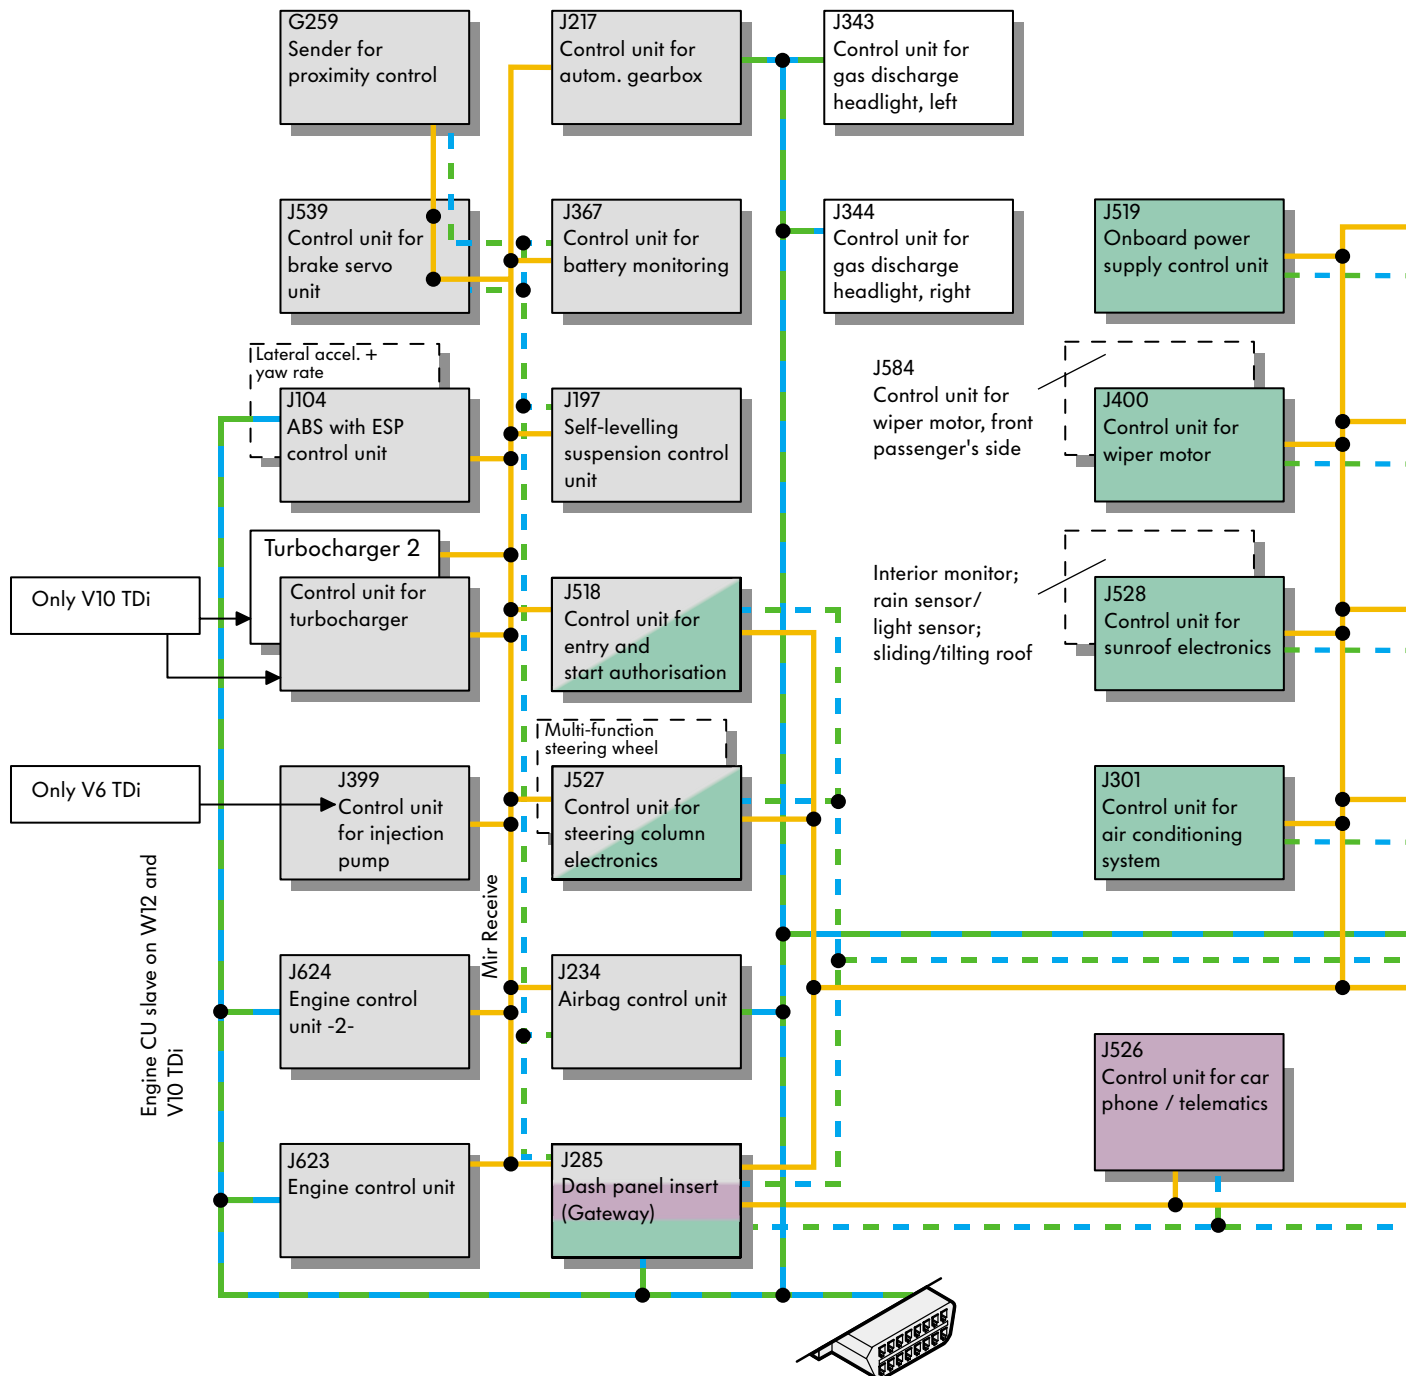 G259
Sender for
proximity control
J217
Control unit for
autom. gearbox
J343
Control unit for
gas discharge
headlight, left
J539
Control unit for
brake servo
unit
J367
Control unit for
battery monitoring
J344
Control unit for
gas discharge
headlight, right
J519
Onboard power
supply control unit
Lateral accel. +
yaw rate
J104
ABS with ESP
control unit
J197
Self-levelling
suspension control
unit
J584
Control unit for
wiper motor, front
passenger's side
J400
Control unit for
wiper motor
Only V10 TDi
Turbocharger 2
Control unit for
turbocharger
J518
Control unit for
entry and
start authorisation
Interior monitor;
rain sensor/
light sensor;
sliding/tilting roof
J528
Control unit for
sunroof electronics
Only V6 TDi
J399
Control unit
for injection
pump
Multi-function
steering wheel
J527
Control unit for
steering column
electronics
J301
Control unit for
air conditioning
system
Engine CU slave on W12 and
V10 TDi
Mir Receive
J624
Engine control
unit -2-
J234
Airbag control unit
J526
Control unit for car
phone / telematics
J623
Engine control unit
J285
Dash panel insert
(Gateway)